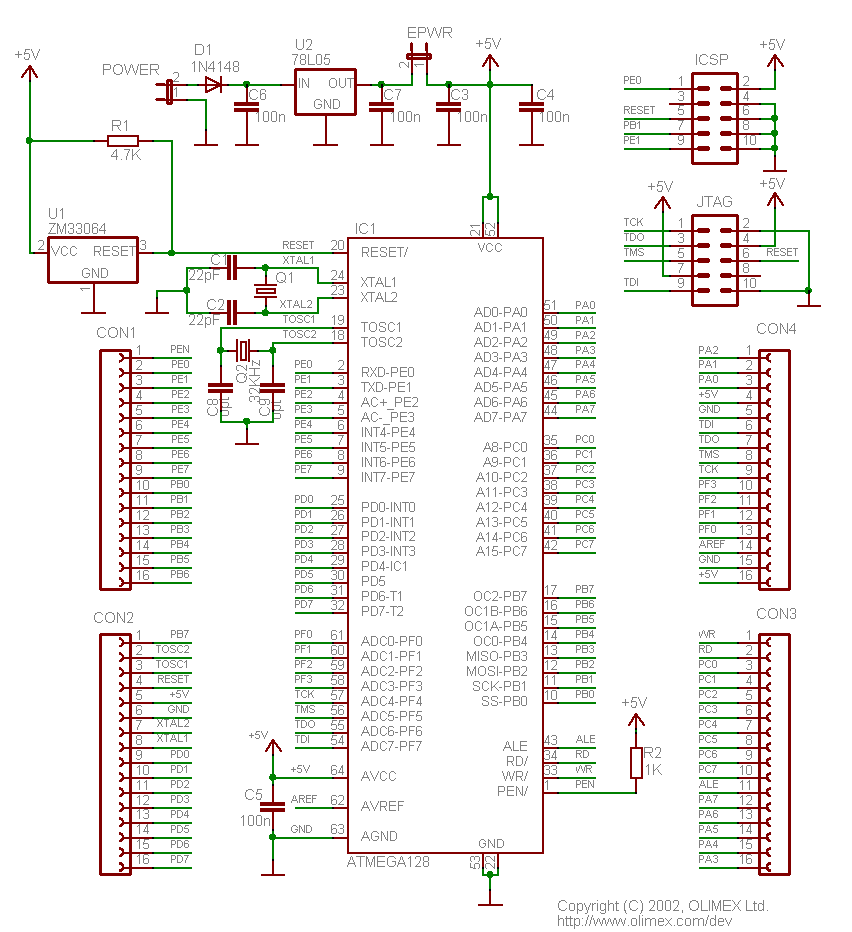 +5V
POWER
2
1
D1
1N4148
C6
100n
U2
78L05
IN OUT
GND
C7
100n
EPWR
2
1
C3
100n
+5V
C4
100n
ICSP
+5V
PE0 1 2
3 4
RESET 5 6
PB1 7 8
PE1 9 10
R1
4.7K
U1
ZM33064
2 VCC RESET 3
GND
1
JTAG
+5V
+5V
TCK 1 2
TDO 3 4
TMS 5 6 RESET
7 8
TDI 9 10
IC1
21 52
VCC
RESET 20 RESET/
C1
22pF
XTAL1 24 XTAL1
Q1
23 XTAL2
C2
22pF
XTAL2
TOSC1 19 TOSC1
TOSC2 18 TOSC2
Q2
32KHz
C8
C9
PE0 2 RXD-PE0
PE1 3 TXD-PE1
PE2 4 AC+_PE2
PE3 5 AC-_PE3
PE4 6 INT4-PE4
PE5 7 INT5-PE5
PE6 8 INT6-PE6
PE7 9 INT7-PE7
PD0 25 PD0-INT0
PD1 26 PD1-INT1
PD2 27 PD2-INT2
PD3 28 PD3-INT3
PD4 29 PD4-IC1
PD5 30 PD5
PD6 31 PD6-T1
PD7 32 PD7-T2
PF0 61 ADC0-PF0
PF1 60 ADC1-PF1
PF2 59 ADC2-PF2
PF3 58 ADC3-PF3
TCK 57 ADC4-PF4
TMS 56 ADC5-PF5
TDO 55 ADC6-PF6
TDI 54 ADC7-PF7
+5V
+5V 64 AVCC
C5
100n
AREF 62 AVREF
GND 63 AGND
AD0-PA0 51 PA0
AD1-PA1 50 PA1
AD2-PA2 49 PA2
AD3-PA3 48 PA3
AD4-PA4 47 PA4
AD5-PA5 46 PA5
AD6-PA6 45 PA6
AD7-PA7 44 PA7
A8-PC0 35 PC0
A9-PC1 36 PC1
A10-PC2 37 PC2
A11-PC3 38 PC3
A12-PC4 39 PC4
A13-PC5 40 PC5
A14-PC6 41 PC6
A15-PC7 42 PC7
OC2-PB7 17 PB7
OC1B-PB6 16 PB6
OC1A-PB5 15 PB5
OC0-PB4 14 PB4
MISO-PB3 13 PB3
MOSI-PB2 12 PB2
SCK-PB1 11 PB1
SS-PB0 10 PB0
ALE 43 ALE
RD/ 34 RD
WR/ 33 WR
PEN/ 1 PEN
+5V
R2
1K
GND
53 22
ATMEGA128
CON1
1 PEN
2 PE0
3 PE1
4 PE2
5 PE3
6 PE4
7 PE5
8 PE6
9 PE7
10 PB0
11 PB1
12 PB2
13 PB3
14 PB4
15 PB5
16 PB6
CON2
1 PB7
2 TOSC2
3 TOSC1
4 RESET
5 +5V
6 GND
7 XTAL2
8 XTAL1
9 PD0
10 PD1
11 PD2
12 PD3
13 PD4
14 PD5
15 PD6
16 PD7
CON4
PA2 1
PA1 2
PA0 3
+5V 4
GND 5
TDI 6
TDO 7
TMS 8
TCK 9
PF3 10
PF2 11
PF1 12
PF0 13
AREF 14
GND 15
+5V 16
CON3
WR 1
RD 2
PC0 3
PC1 4
PC2 5
PC3 6
PC4 7
PC5 8
PC6 9
PC7 10
ALE 11
PA7 12
PA6 13
PA5 14
PA4 15
PA3 16
Copyright (C) 2002, OLIMEX Ltd.
http://www.olimex.com/dev